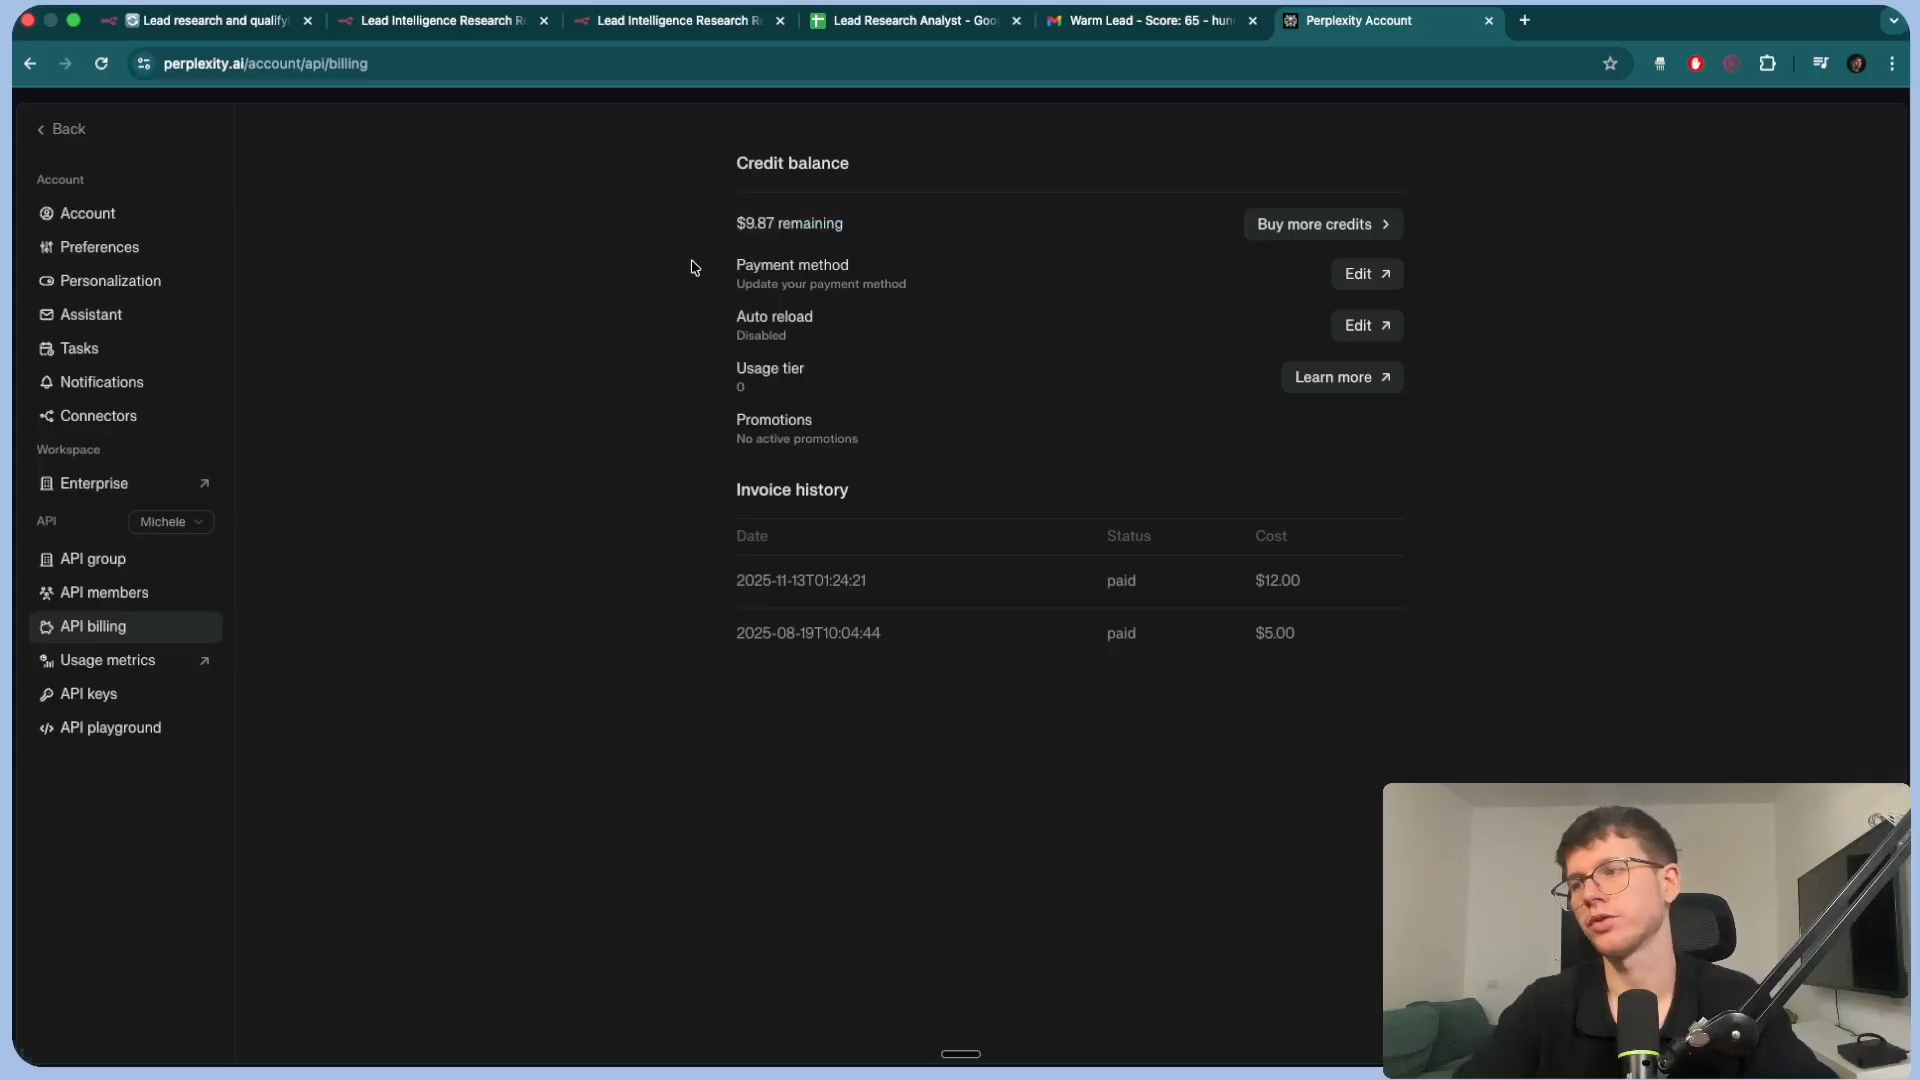 Lead research and qualifyi
Lead Intelligence Research R
Lead Intelligence Research R
Lead Research Analyst - Goo
Warm Lead - Score: 65 - hun
Perplexity Account
perplexity.ai/account/api/billing
Back
Account
Account
Preferences
Personalization
Assistant
Tasks
Notifications
Connectors
Workspace
Enterprise
API
Michele
API group
API members
API billing
Usage metrics
API keys
API playground
Credit balance
$9.87 remaining
Buy more credits
Payment method
Update your payment method
Edit
Auto reload
Disabled
Edit
Usage tier
0
Learn more
Promotions
No active promotions
Invoice history
Date Status Cost
2025-11-13T01:24:21 paid $12.00
2025-08-19T10:04:44 paid $5.00